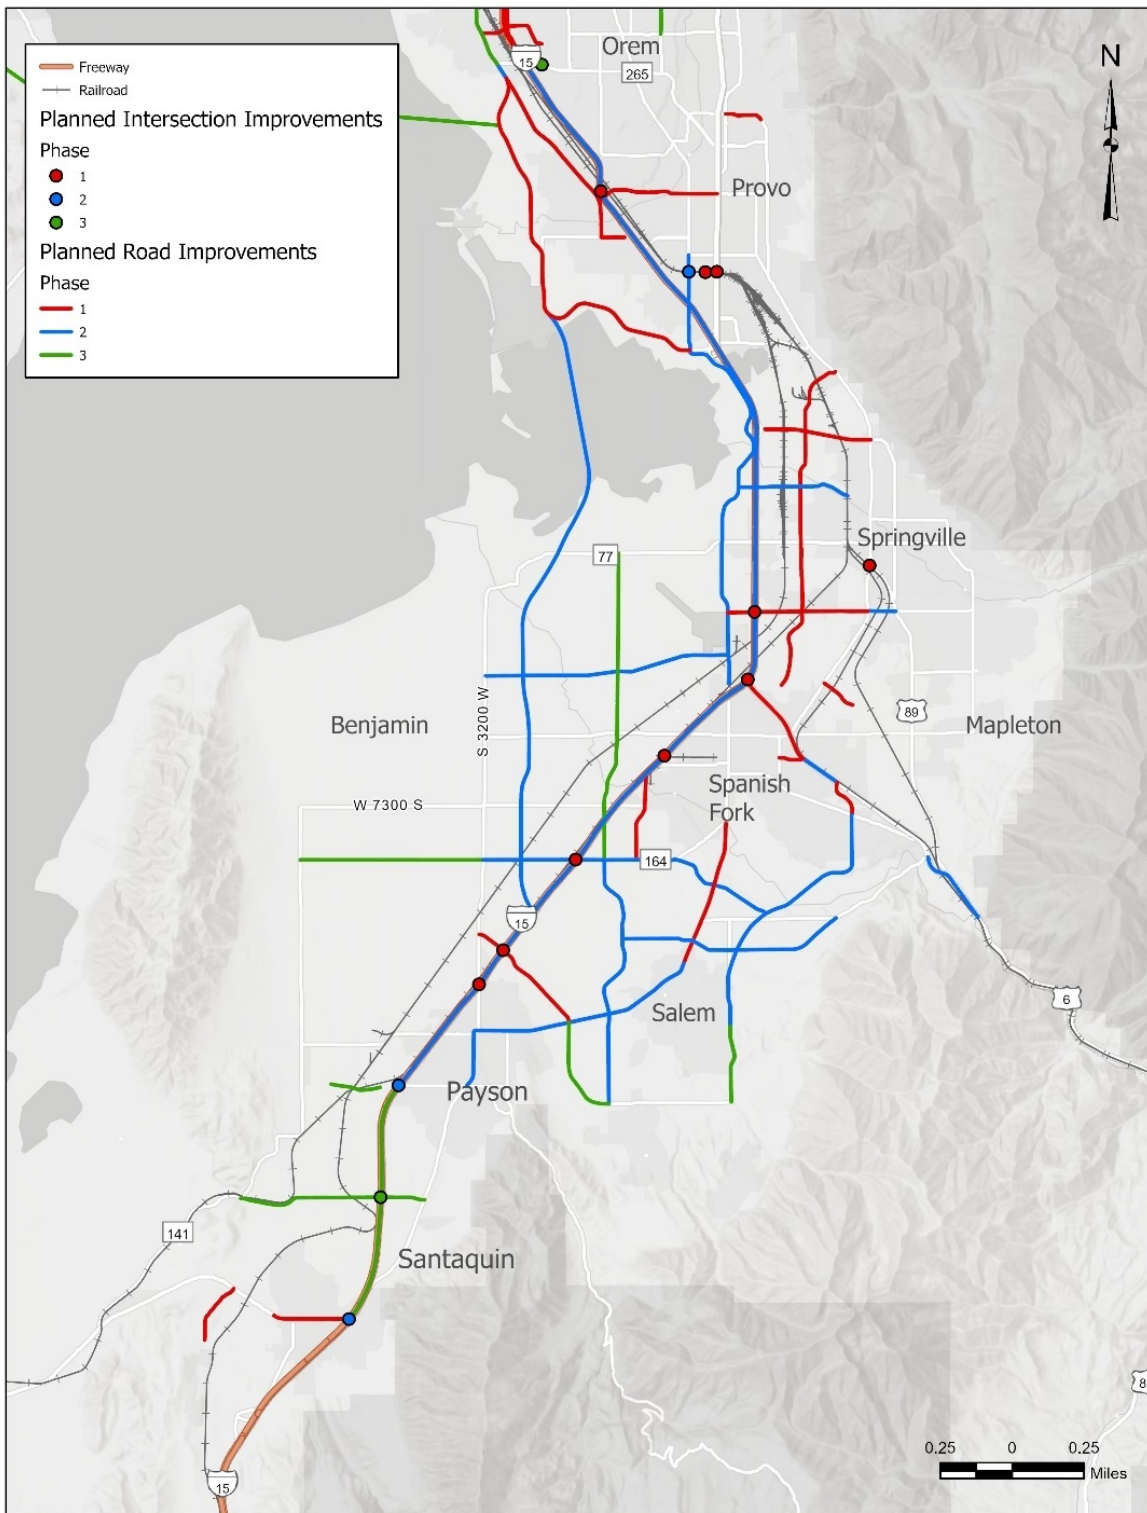 Freeway
Railroad
Planned Intersection Improvements
Phase
1
2
3
Planned Road Improvements
Phase
1
2
3
15
Orem
265
N
Provo
Springville
77
S 3200 W
Benjamin
89
Mapleton
Spanish
Fork
W 7300 S
164
15
Salem
6
Payson
141
Santaquin
8
0.25 0 0.25
Miles
15